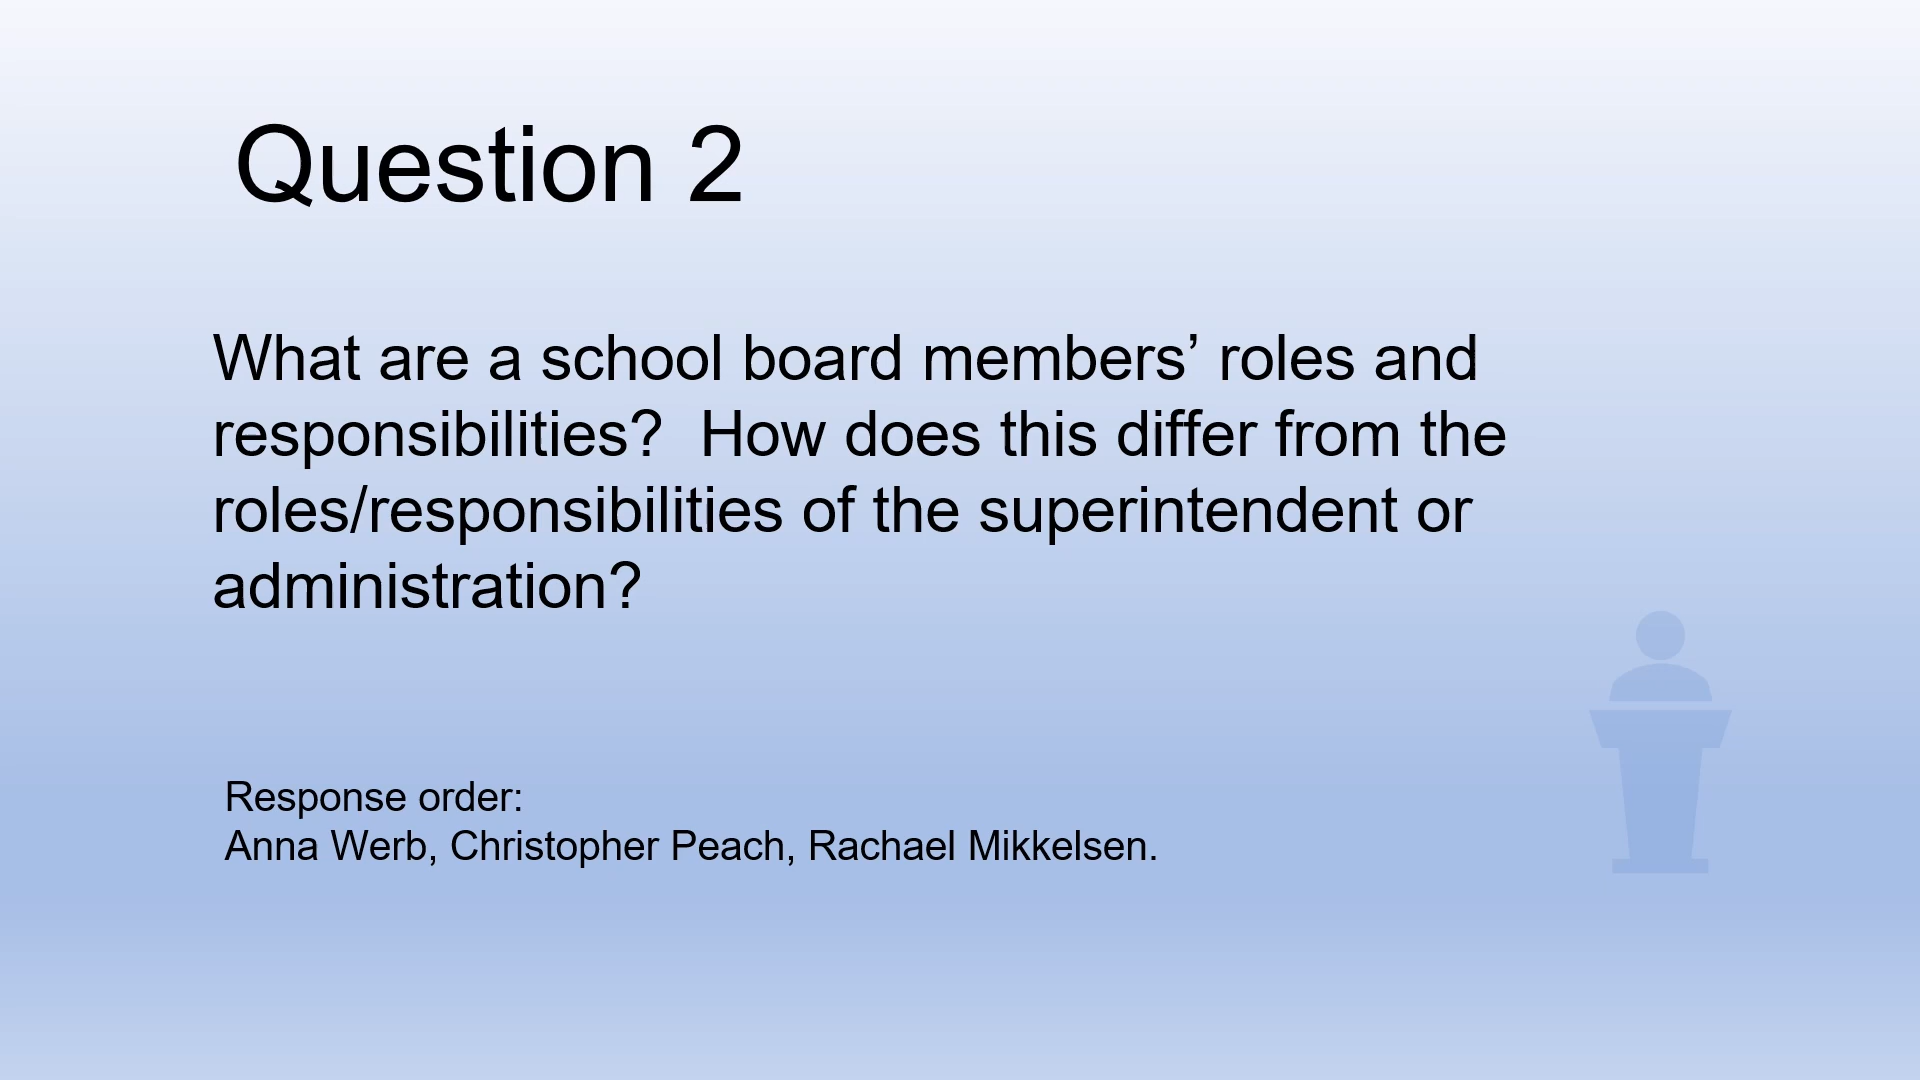 Question 2
What are a school board members’ roles and
responsibilities?  How does this differ from the
roles/responsibilities of the superintendent or
administration?
Response order:
Anna Werb, Christopher Peach, Rachael Mikkelsen.